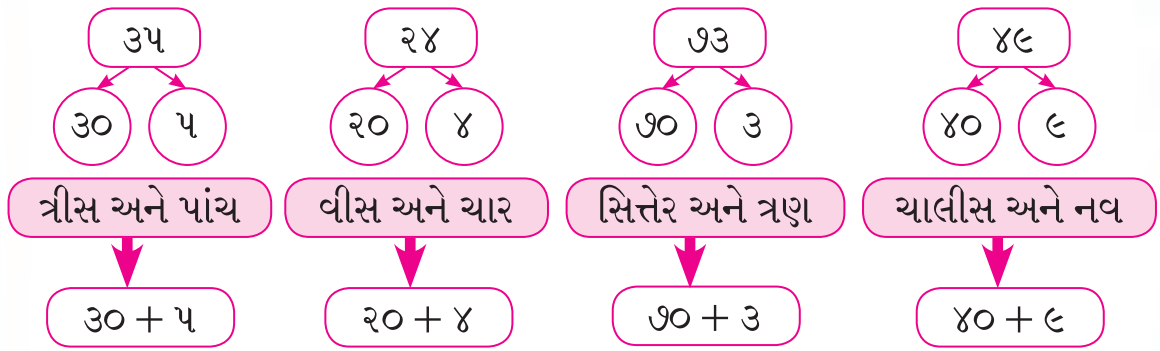 ૩૫ ૨૪ ૭૩ ૪૯
૩૦ ૫ ૨૦ ૪ ૭૦ ૩ ૪૦ ૯
ત્રીસ અને પાંચ વીસ અને ચાર સિત્તેર અને ત્રણ ચાલીસ અને નવ
૩૦ + ૫ ૨૦ + ૪ ૭૦ + ૩ ૪૦ + ૯